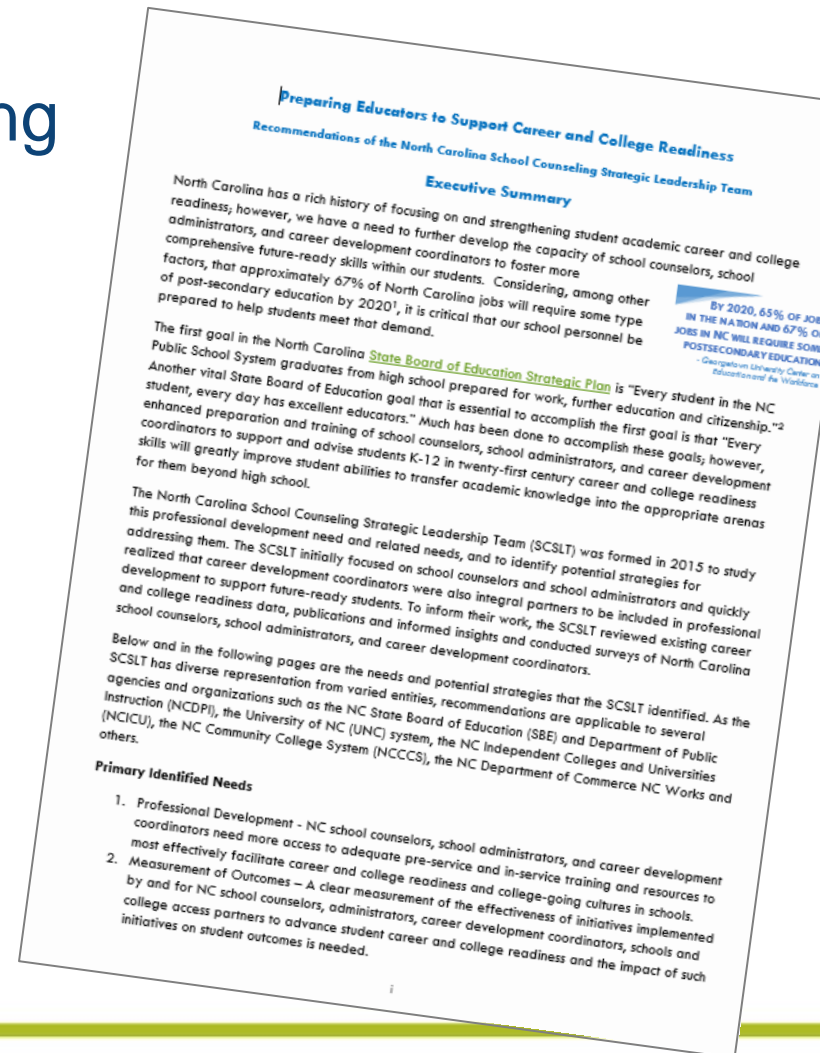 ng
Preparing Educators to Support Career and College Readiness
Recommendations of the North Carolina School Counseling Strategic Leadership Team
Executive Summary
North Carolina has a rich history of focusing on and strengthening student academic career and college
readiness; however, we have a need to further develop the capacity of school counselors, school
administrators, and career development coordinators to foster more
comprehensive future-ready skills within our students. Considering, among other
factors, that approximately 67% of North Carolina jobs will require some type
of post-secondary education by 2020¹, it is critical that our school personnel be
prepared to help students meet that demand.
BY 2020, 65% OF JOB
IN THE NATION AND 67% O
JOBS IN NC WILL REQUIRE SOM
POSTSECONDARY EDUCATION
- Georgetown University Center on
Education and the Workforce
The first goal in the North Carolina State Board of Education Strategic Plan is "Every student in the NC
Public School System graduates from high school prepared for work, further education and citizenship."²
Another vital State Board of Education goal that is essential to accomplish the first goal is that "Every
student, every day has excellent educators." Much has been done to accomplish these goals; however,
enhanced preparation and training of school counselors, school administrators, and career development
coordinators to support and advise students K-12 in twenty-first century career and college readiness
skills will greatly improve student abilities to transfer academic knowledge into the appropriate arenas
for them beyond high school.
The North Carolina School Counseling Strategic Leadership Team (SCSLT) was formed in 2015 to study
this professional development need and related needs, and to identify potential strategies for
addressing them. The SCSLT initially focused on school counselors and school administrators and quickly
realized that career development coordinators were also integral partners to be included in professional
development to support future-ready students. To inform their work, the SCSLT reviewed existing career
and college readiness data, publications and informed insights and conducted surveys of North Carolina
school counselors, school administrators, and career development coordinators.
Below and in the following pages are the needs and potential strategies that the SCSLT identified. As the
SCSLT has diverse representation from varied entities, recommendations are applicable to several
agencies and organizations such as the NC State Board of Education (SBE) and Department of Public
Instruction (NCDPI), the University of NC (UNC) system, the NC Independent Colleges and Universities
(NCICU), the NC Community College System (NCCCS), the NC Department of Commerce NC Works and
others.
Primary Identified Needs
1. Professional Development - NC school counselors, school administrators, and career development
coordinators need more access to adequate pre-service and in-service training and resources to
most effectively facilitate career and college readiness and college-going cultures in schools.
2. Measurement of Outcomes – A clear measurement of the effectiveness of initiatives implemented
by and for NC school counselors, administrators, career development coordinators, schools and
college access partners to advance student career and college readiness and the impact of such
initiatives on student outcomes is needed.
i